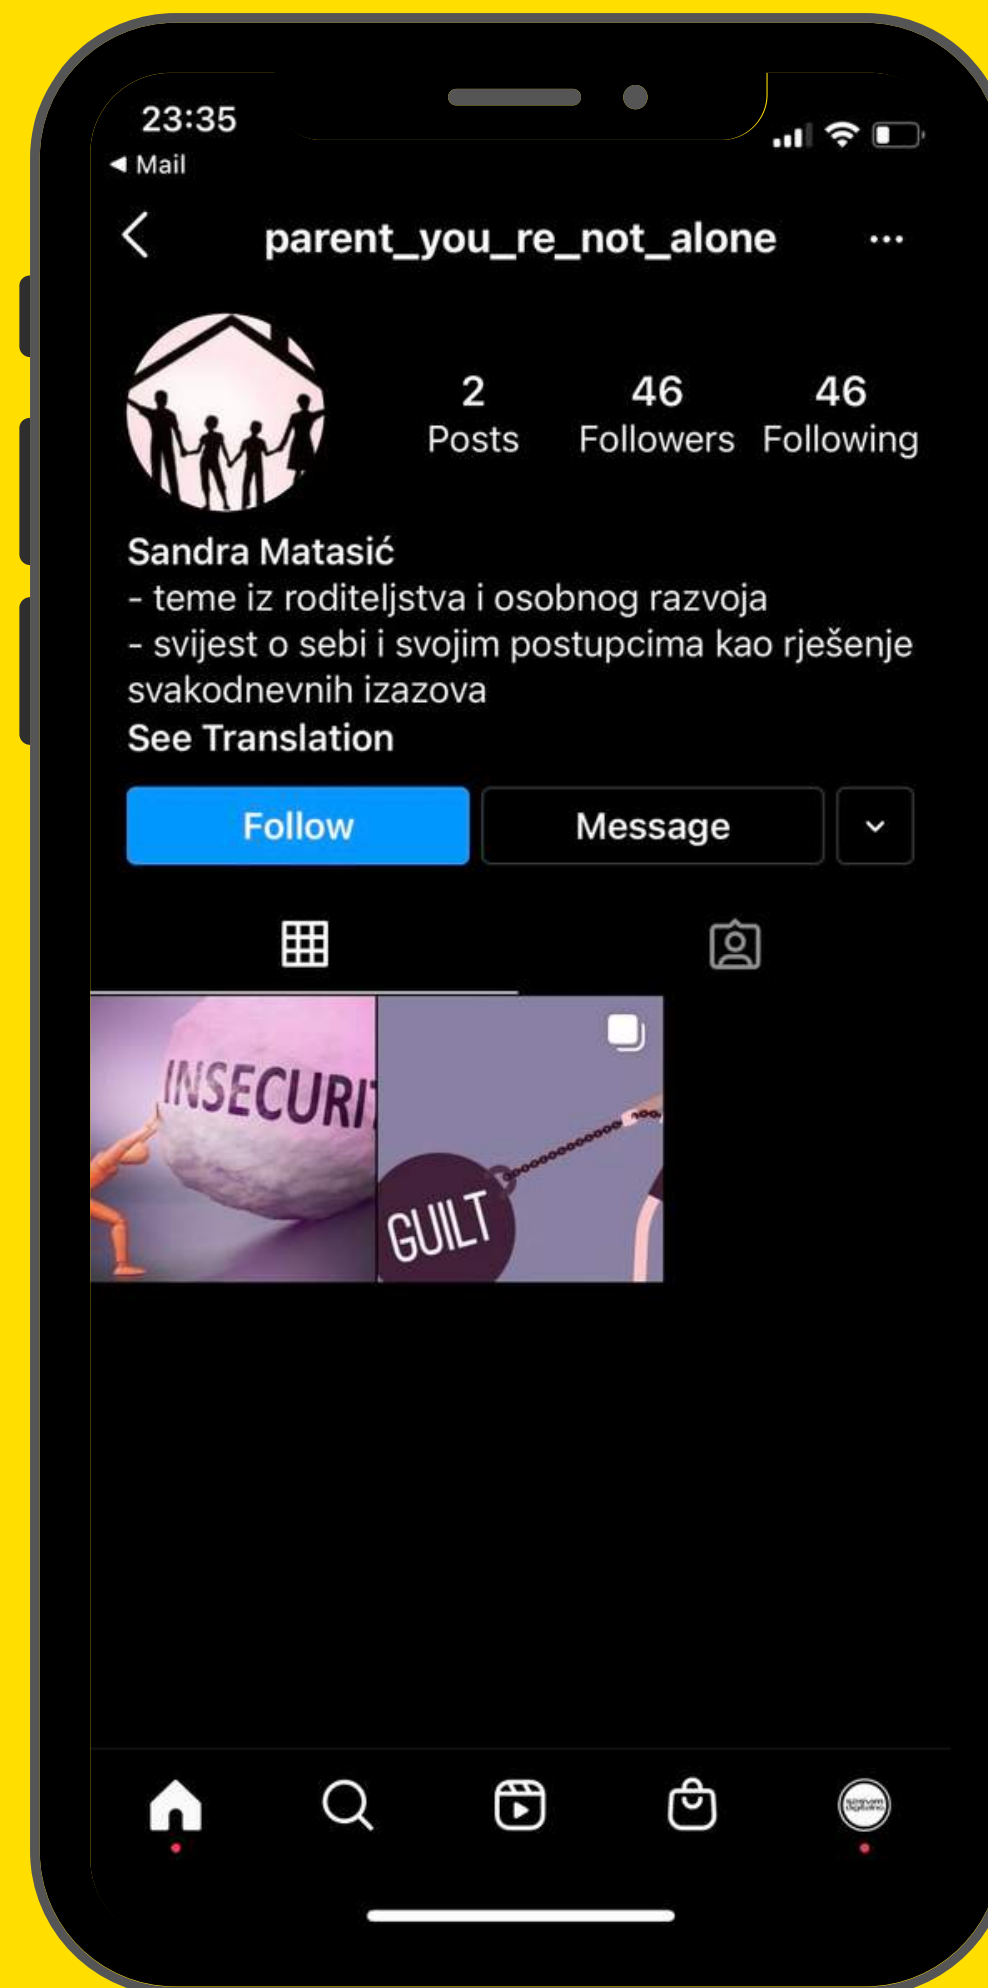 23:35
◀ Mail
parent_you_re_not_alone
2
46
46
Posts
Followers
Following
Sandra Matasić
- teme iz roditeljstva i osobnog razvoja
- svijest o sebi i svojim postupcima kao rješenje
svakodnevnih izazova
See Translation
Follow
Message
INSECURIT
GUILT